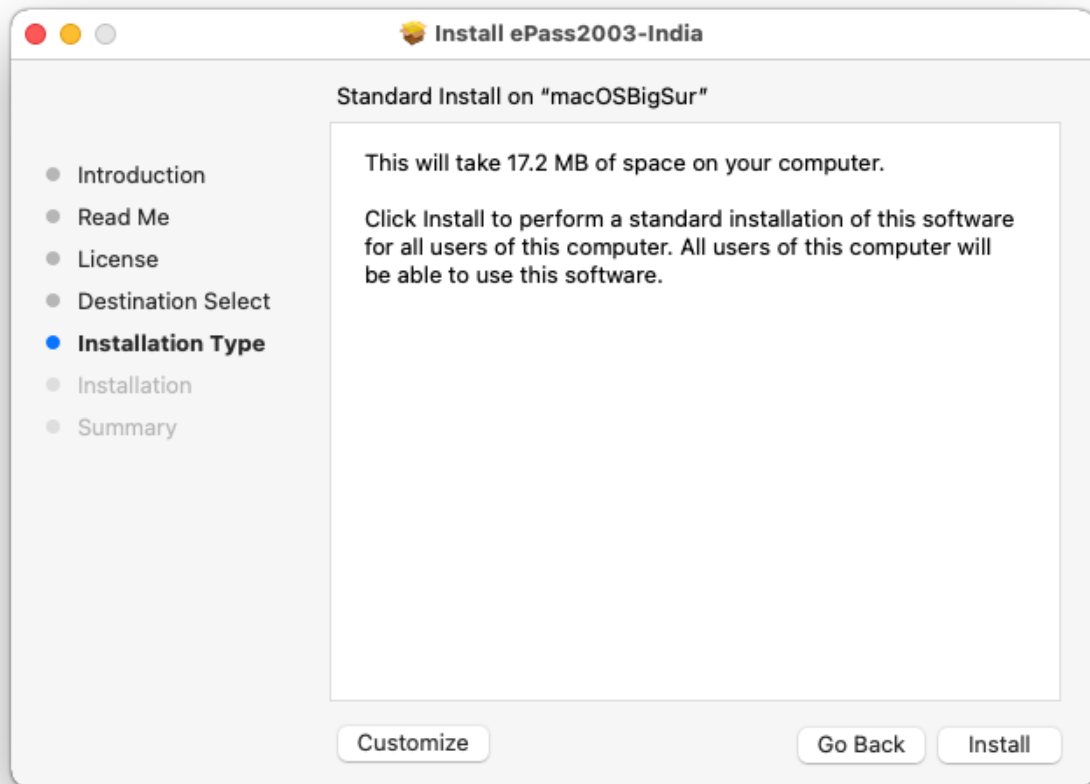 Install ePass2003-India
Standard Install on “macOSBigSur”
Introduction
Read Me
License
Destination Select
Installation Type
Installation
Summary
This will take 17.2 MB of space on your computer.
Click Install to perform a standard installation of this software
for all users of this computer. All users of this computer will
be able to use this software.
Customize
Go Back
Install